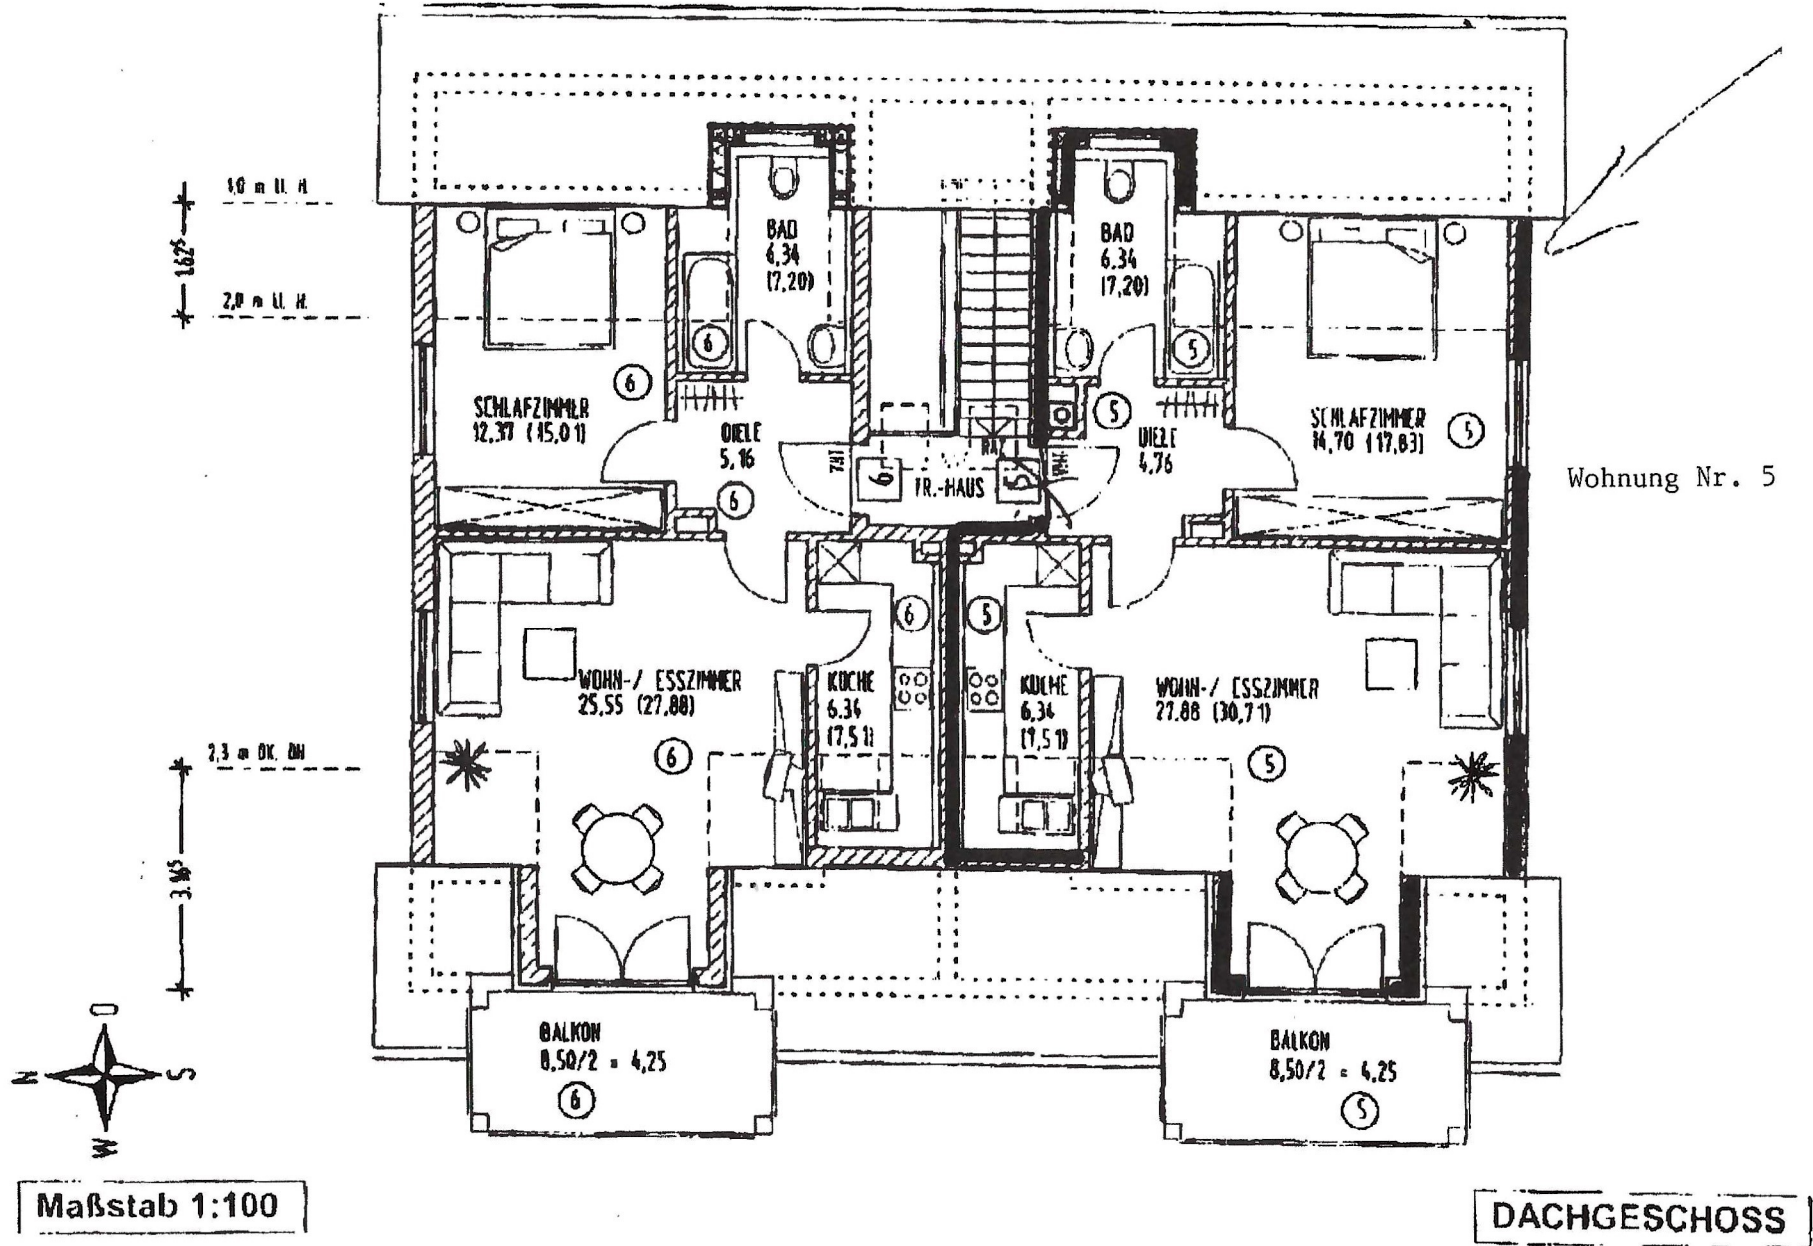 1,0 m ü. H.
1.62⁵
2,0 m ü. H.
BAD
6,34
(7,20)
6
BAD
6,34
(7,20)
5
SCHLAFZIMMER
12,37 (15,01)
6
DIELE
5,16
6
6
TR.-HAUS
5
5
DIELE
4,76
SCHLAFZIMMER
14,70 (17,83)
5
Wohnung Nr. 5
WOHN-/ ESSZIMMER
25,55 (27,88)
6
KÜCHE
6,34
(7,51)
6
KÜCHE
6,34
(7,51)
5
WOHN-/ ESSZIMMER
27,88 (30,71)
5
2,3 m OK.
3.16⁵
BALKON
8,50/2 = 4,25
6
BALKON
8,50/2 = 4,25
5
O
N S
W
Maßstab 1:100
DACHGESCHOSS